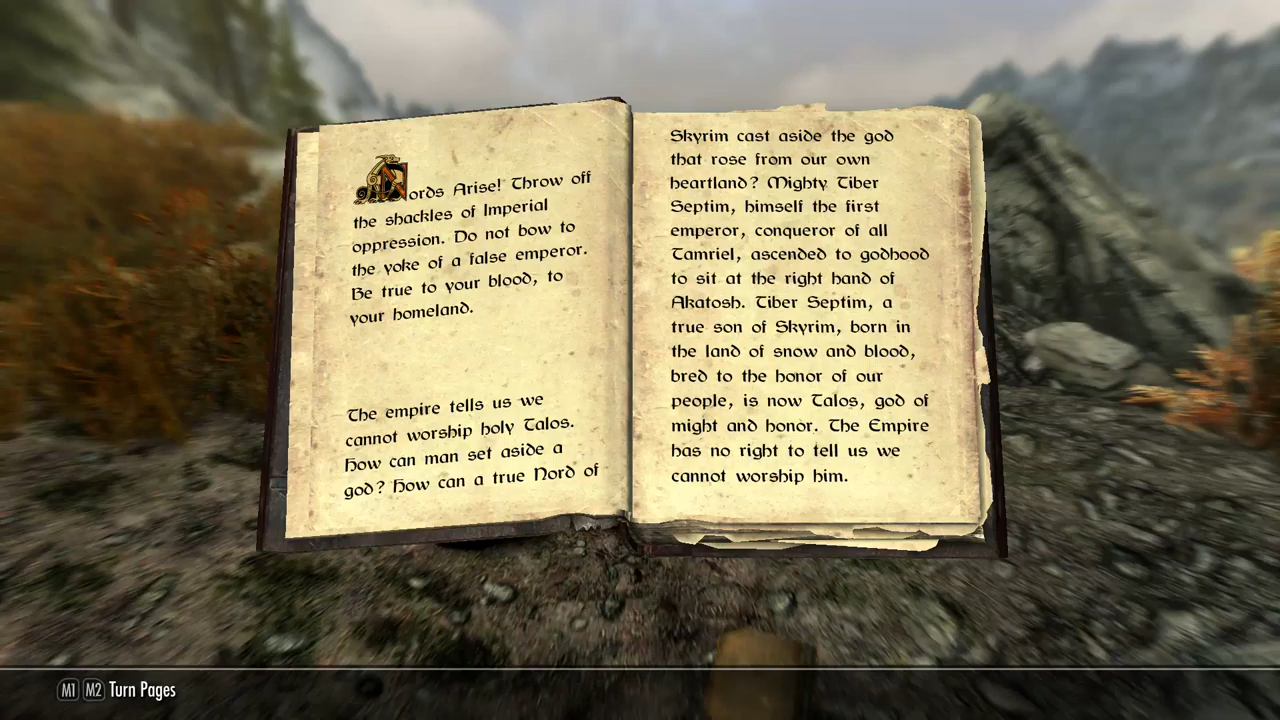 Nords Arise! Throw off
the shackles of Imperial
oppression. Do not bow to
the yoke of a false emperor.
Be true to your blood, to
your homeland.
The empire tells us we
cannot worship holy Talos.
How can man set aside a
god? How can a true Nord of
Skyrim cast aside the god
that rose from our own
heartland? Mighty Tiber
Septim, himself the first
emperor, conqueror of all
Tamriel, ascended to godhood
to sit at the right hand of
Akatosh. Tiber Septim, a
true son of Skyrim, born in
the land of snow and blood,
bred to the honor of our
people, is now Talos, god of
might and honor. The Empire
has no right to tell us we
cannot worship him.
M1 M2 Turn Pages